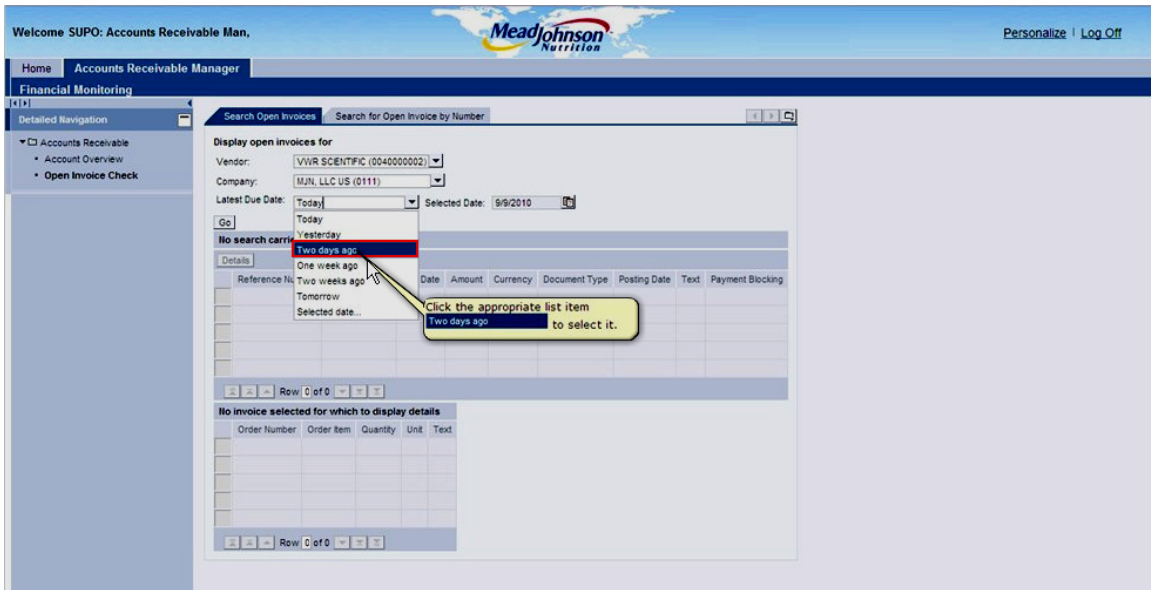 Welcome SUPO: Accounts Receivable Man,
MeadJohnson
Nutrition
Personalize | Log Off
Home Accounts Receivable Manager
Financial Monitoring
Detailed Navigation
Accounts Receivable
• Account Overview
• Open Invoice Check
Search Open Invoices Search for Open Invoice by Number
Display open invoices for
Vendor: VWR SCIENTIFIC (0040000002)
Company: MJN, LLC US (0111)
Latest Due Date: Today Selected Date: 9/9/2010
Go
Today
Yesterday
Two days ago
One week ago
Two weeks ago
Tomorrow
Selected date...
No search carrie
Details
Reference Nu Date Amount Currency Document Type Posting Date Text Payment Blocking
Click the appropriate list item
Two days ago to select it.
Row 0 of 0
No invoice selected for which to display details
Order Number Order Item Quantity Unit Text
Row 0 of 0